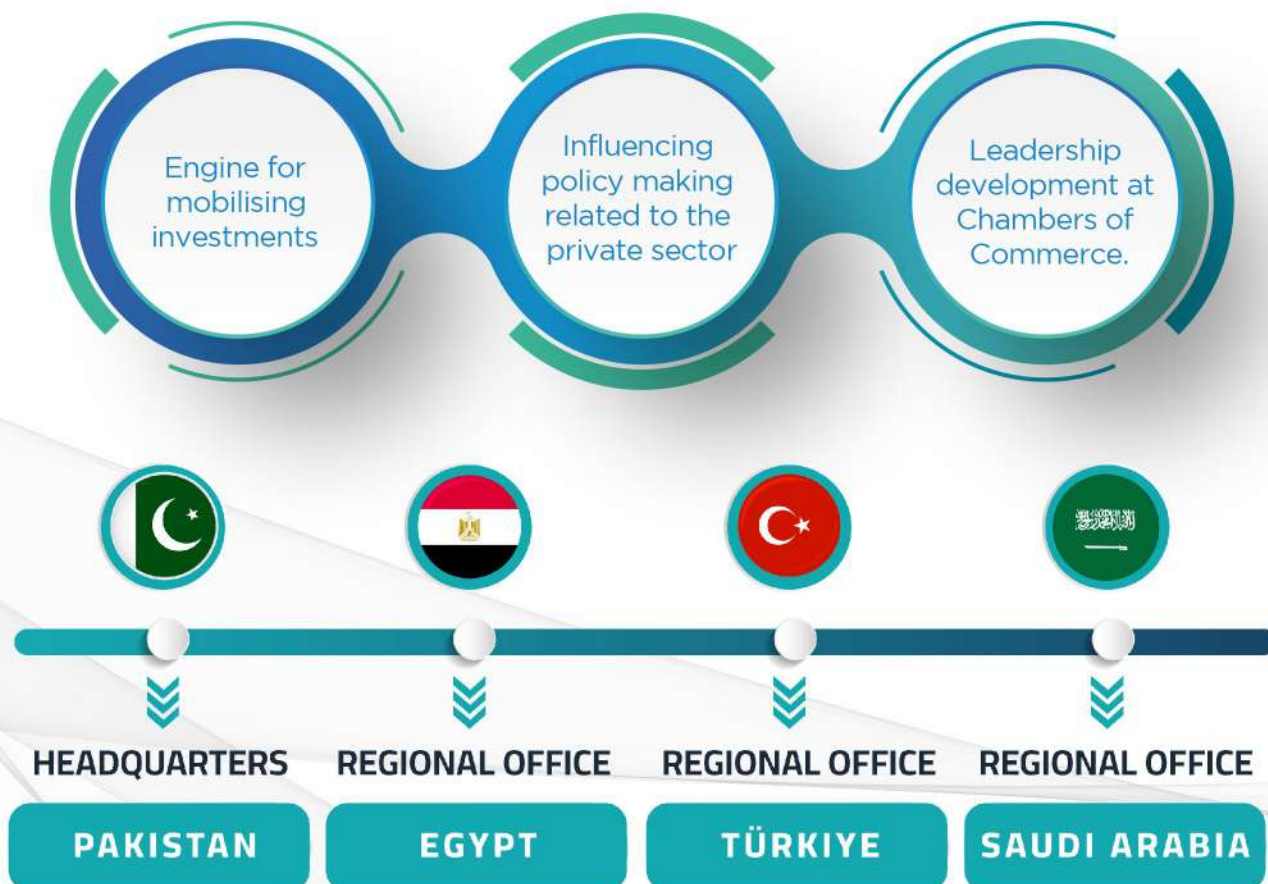 Engine for
mobilising
investments
Influencing
policy making
related to the
private sector
Leadership
development at
Chambers of
Commerce.
HEADQUARTERS
REGIONAL OFFICE
REGIONAL OFFICE
REGIONAL OFFICE
PAKISTAN
EGYPT
TÜRKIYE
SAUDI ARABIA